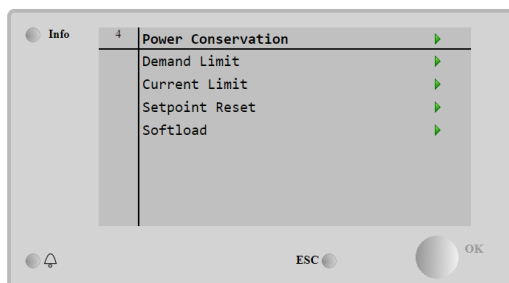 Info
4 Power Conservation
Demand Limit
Current Limit
Setpoint Reset
Softload
ESC
OK